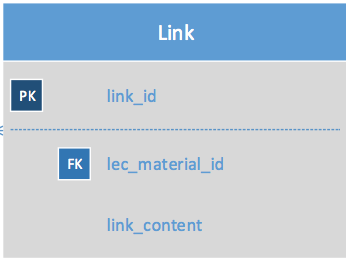 Link
PK link_id
FK lec_material_id
link_content